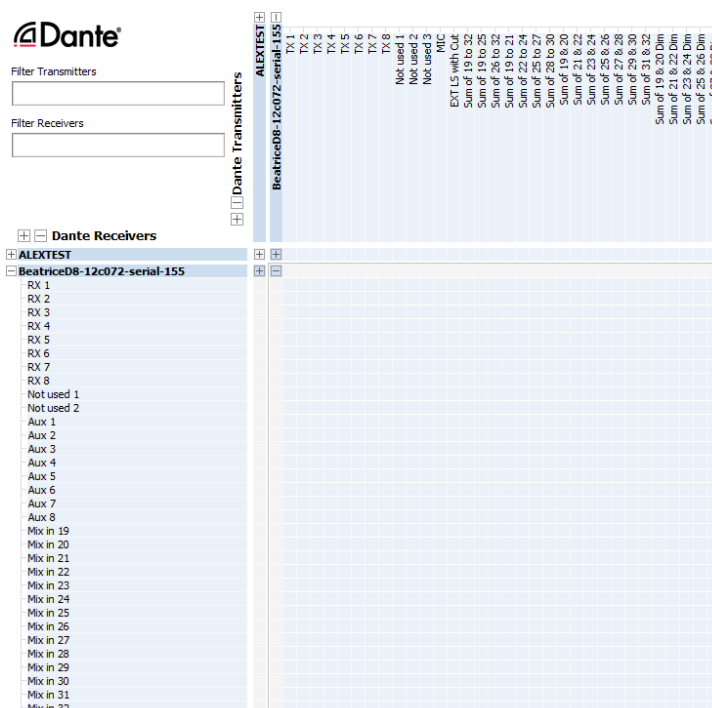 Dante
Filter Transmitters
Filter Receivers
Dante Transmitters
ALEXTEST
BeatriceD8-12c072-serial-155
TX 1
TX 2
TX 3
TX 4
TX 5
TX 6
TX 7
TX 8
Not used 1
Not used 2
Not used 3
MIC
EXT LS with Cut
Sum of 19 to 32
Sum of 19 to 25
Sum of 26 to 32
Sum of 19 to 21
Sum of 22 to 24
Sum of 25 to 27
Sum of 28 to 30
Sum of 19 & 20
Sum of 21 & 22
Sum of 23 & 24
Sum of 25 & 26
Sum of 27 & 28
Sum of 29 & 30
Sum of 31 & 32
Sum of 19 & 20 Dim
Sum of 21 & 22 Dim
Sum of 23 & 24 Dim
Sum of 25 & 26 Dim
Dante Receivers
ALEXTEST
BeatriceD8-12c072-serial-155
RX 1
RX 2
RX 3
RX 4
RX 5
RX 6
RX 7
RX 8
Not used 1
Not used 2
Aux 1
Aux 2
Aux 3
Aux 4
Aux 5
Aux 6
Aux 7
Aux 8
Mix in 19
Mix in 20
Mix in 21
Mix in 22
Mix in 23
Mix in 24
Mix in 25
Mix in 26
Mix in 27
Mix in 28
Mix in 29
Mix in 30
Mix in 31
Mix in 32